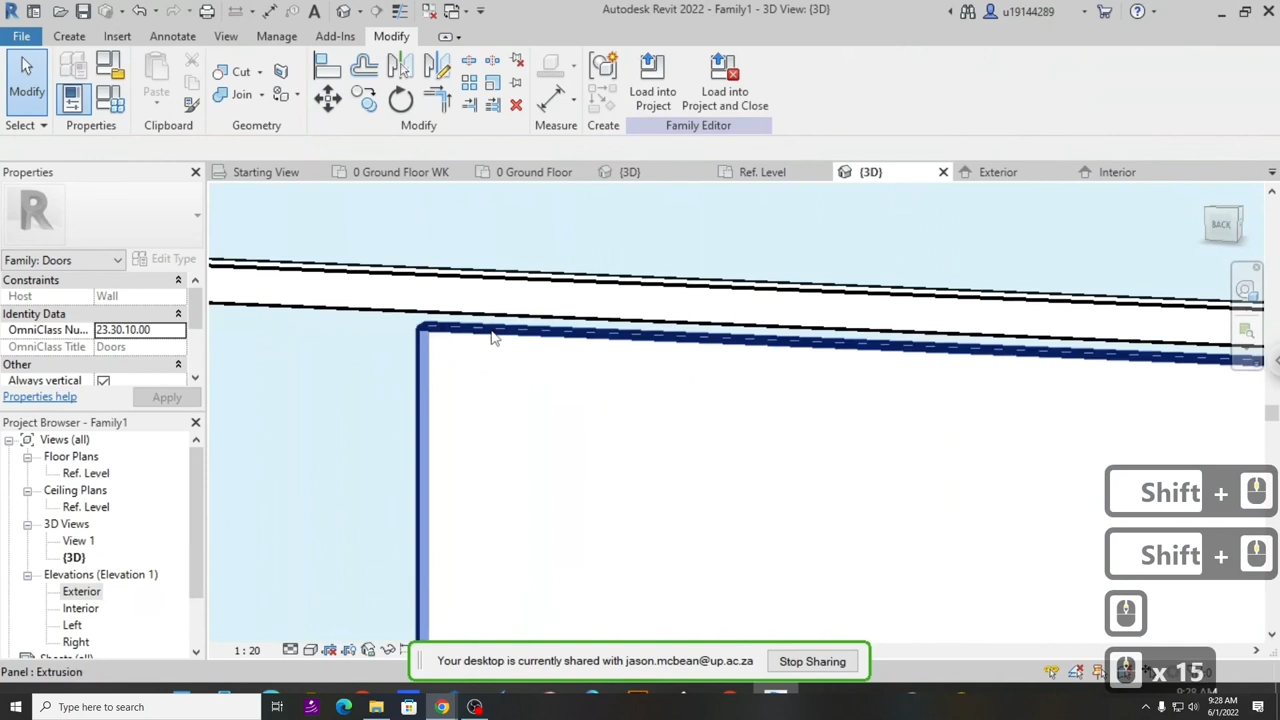 Autodesk Revit 2022 - Family1 - 3D View: {3D}
u19144289
File Create Insert Annotate View Manage Add-Ins Modify
Modify
Paste
Cut
Join
Load into
Project
Load into
Project and Close
Select Properties Clipboard Geometry Modify Measure Create Family Editor
Properties
Starting View 0 Ground Floor WK 0 Ground Floor {3D} Ref. Level {3D} Exterior Interior
BACK
Family: Doors
Edit Type
Constraints
Host Wall
Identity Data
OmniClass Nu... 23.30.10.00
OmniClass Title Doors
Other
Always vertical
Properties help
Apply
Project Browser - Family1
Views (all)
Floor Plans
Ref. Level
Ceiling Plans
Ref. Level
3D Views
View 1
{3D}
Elevations (Elevation 1)
Exterior
Interior
Left
Right
Shift +
Shift +
x 15
1 : 20
Your desktop is currently shared with jason.mcbean@up.ac.za
Stop Sharing
Panel : Extrusion
Type here to search
9:28 AM
6/1/2022